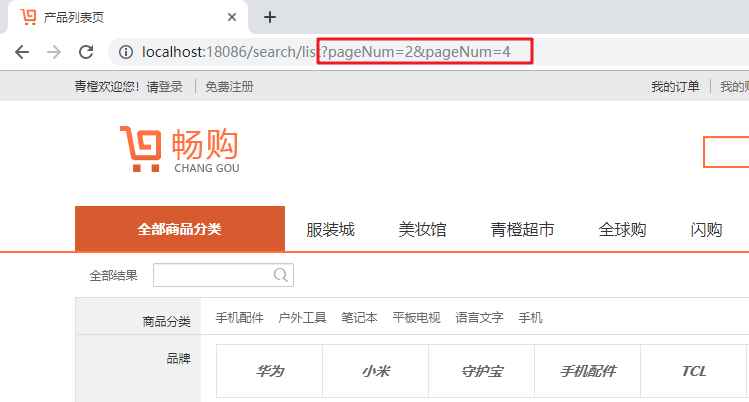 产品列表页
localhost:18086/search/list?pageNum=2&pageNum=4
青橙欢迎您！请登录 免费注册 我的订单 我的
畅购
CHANG GOU
全部商品分类 服装城 美妆馆 青橙超市 全球购 闪购
全部结果
商品分类 手机配件 户外工具 笔记本 平板电视 语言文字 手机
品牌 华为 小米 守护宝 手机配件 TCL